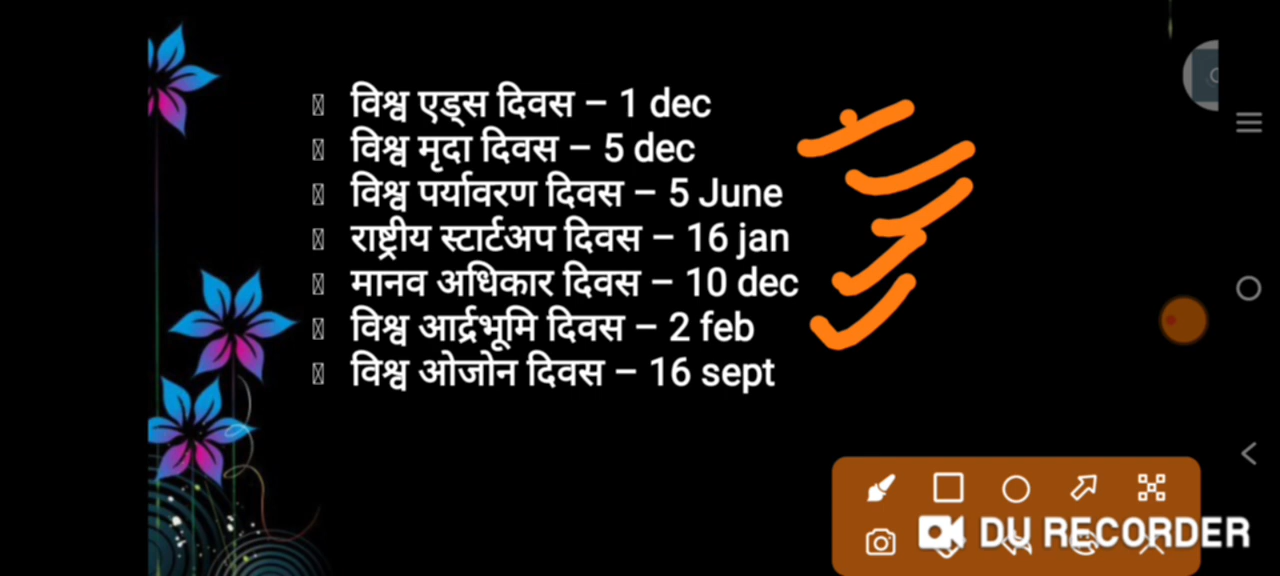 विश्व एड्स दिवस – 1 dec
विश्व मृदा दिवस – 5 dec
विश्व पर्यावरण दिवस – 5 June
राष्ट्रीय स्टार्टअप दिवस – 16 jan
मानव अधिकार दिवस – 10 dec
विश्व आर्द्रभूमि दिवस – 2 feb
विश्व ओजोन दिवस – 16 sept
DU RECORDER